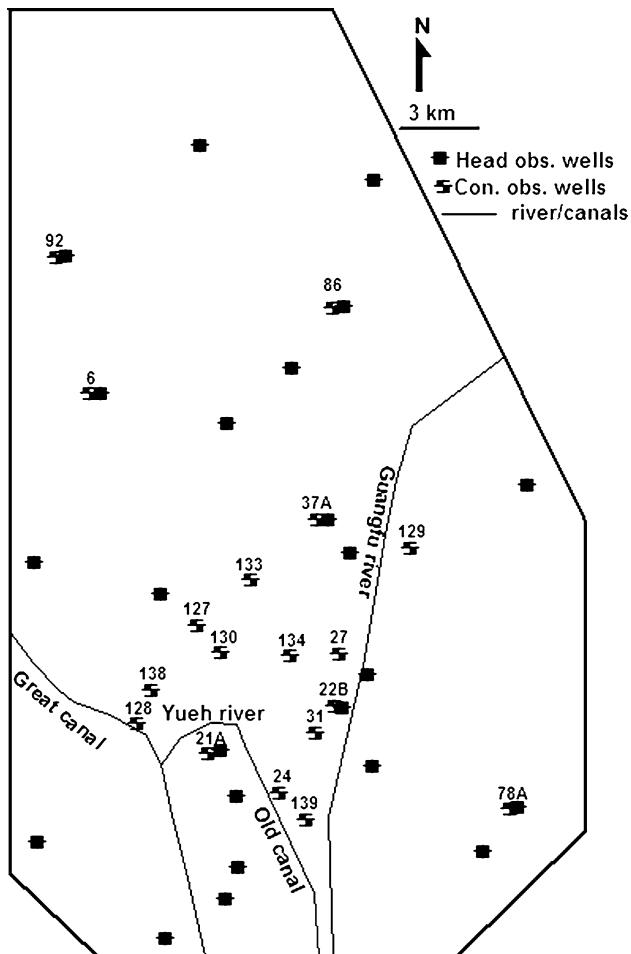 N
3 km
Head obs. wells
Con. obs. wells
river/canals
92
86
6
37A
Guangfu river
129
133
127
130
134
27
138
Great canal
128
Yueh river
22B
31
21A
24
139
Old canal
78A